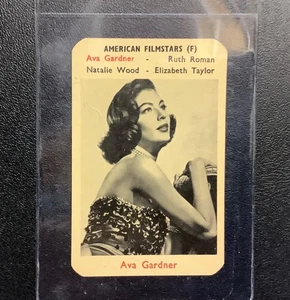 AMERICAN FILMSTARS (F)
Ava Gardner - Ruth Roman
Natalie Wood - Elizabeth Taylor
Ava Gardner